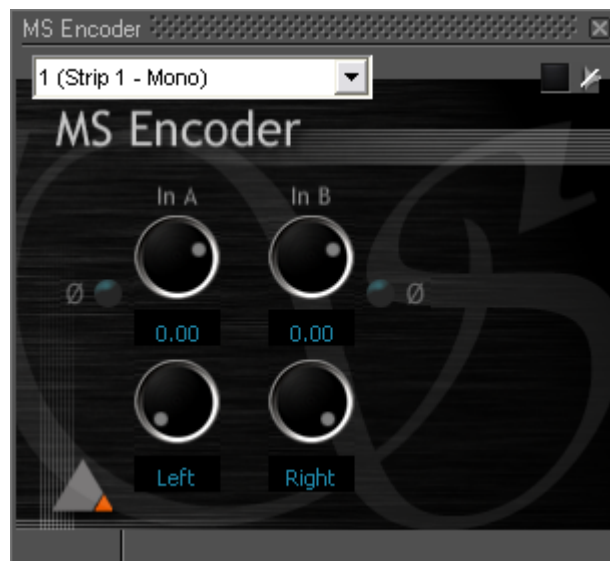 MS Encoder
1 (Strip 1 - Mono)
MS Encoder
In A In B
Ø Ø
0.00 0.00
Left Right